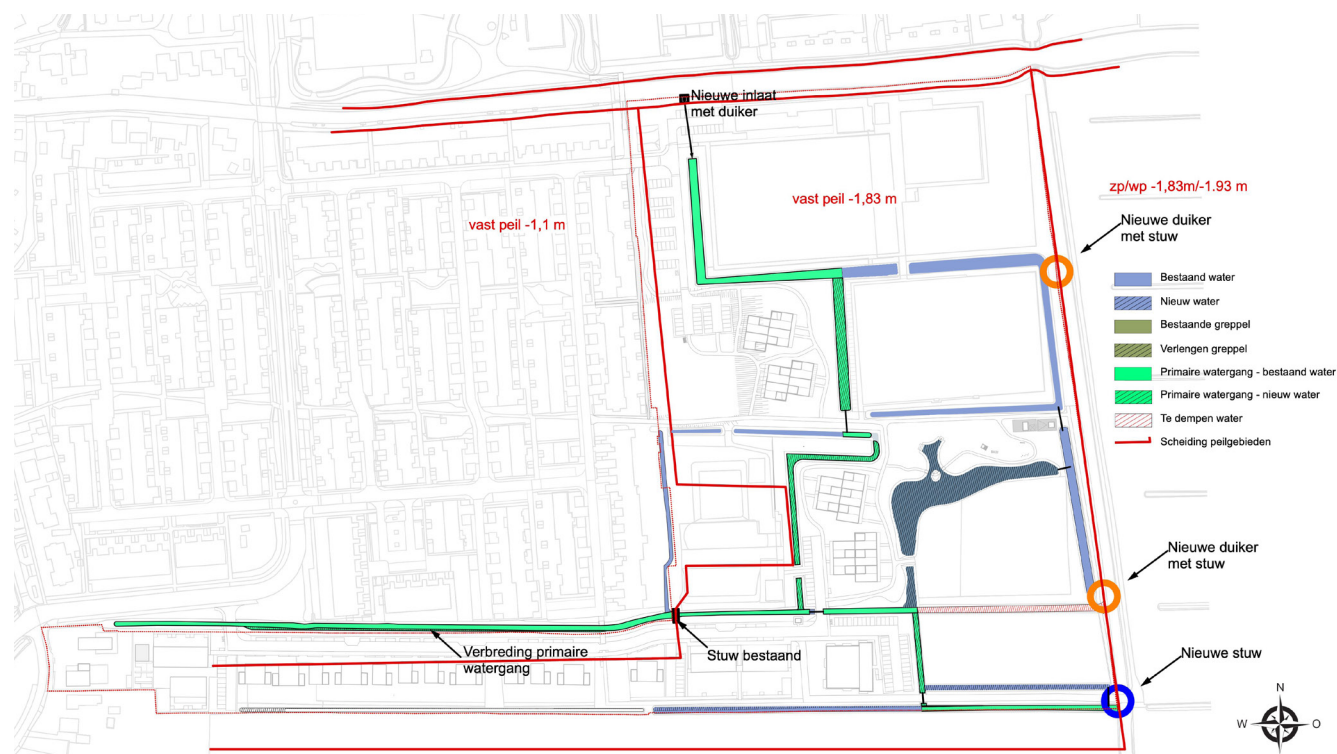 Nieuwe inlaat
met duiker
vast peil -1,1 m
vast peil -1,83 m
zp/wp -1,83m/-1.93 m
Nieuwe duiker
met stuw
Bestaand water
Nieuw water
Bestaande greppel
Verlengen greppel
Primaire watergang - bestaand water
Primaire watergang - nieuw water
Te dempen water
Scheiding peilgebieden
Nieuwe duiker
met stuw
Verbreding primaire
watergang
Stuw bestaand
Nieuwe stuw
N
W
O
Z